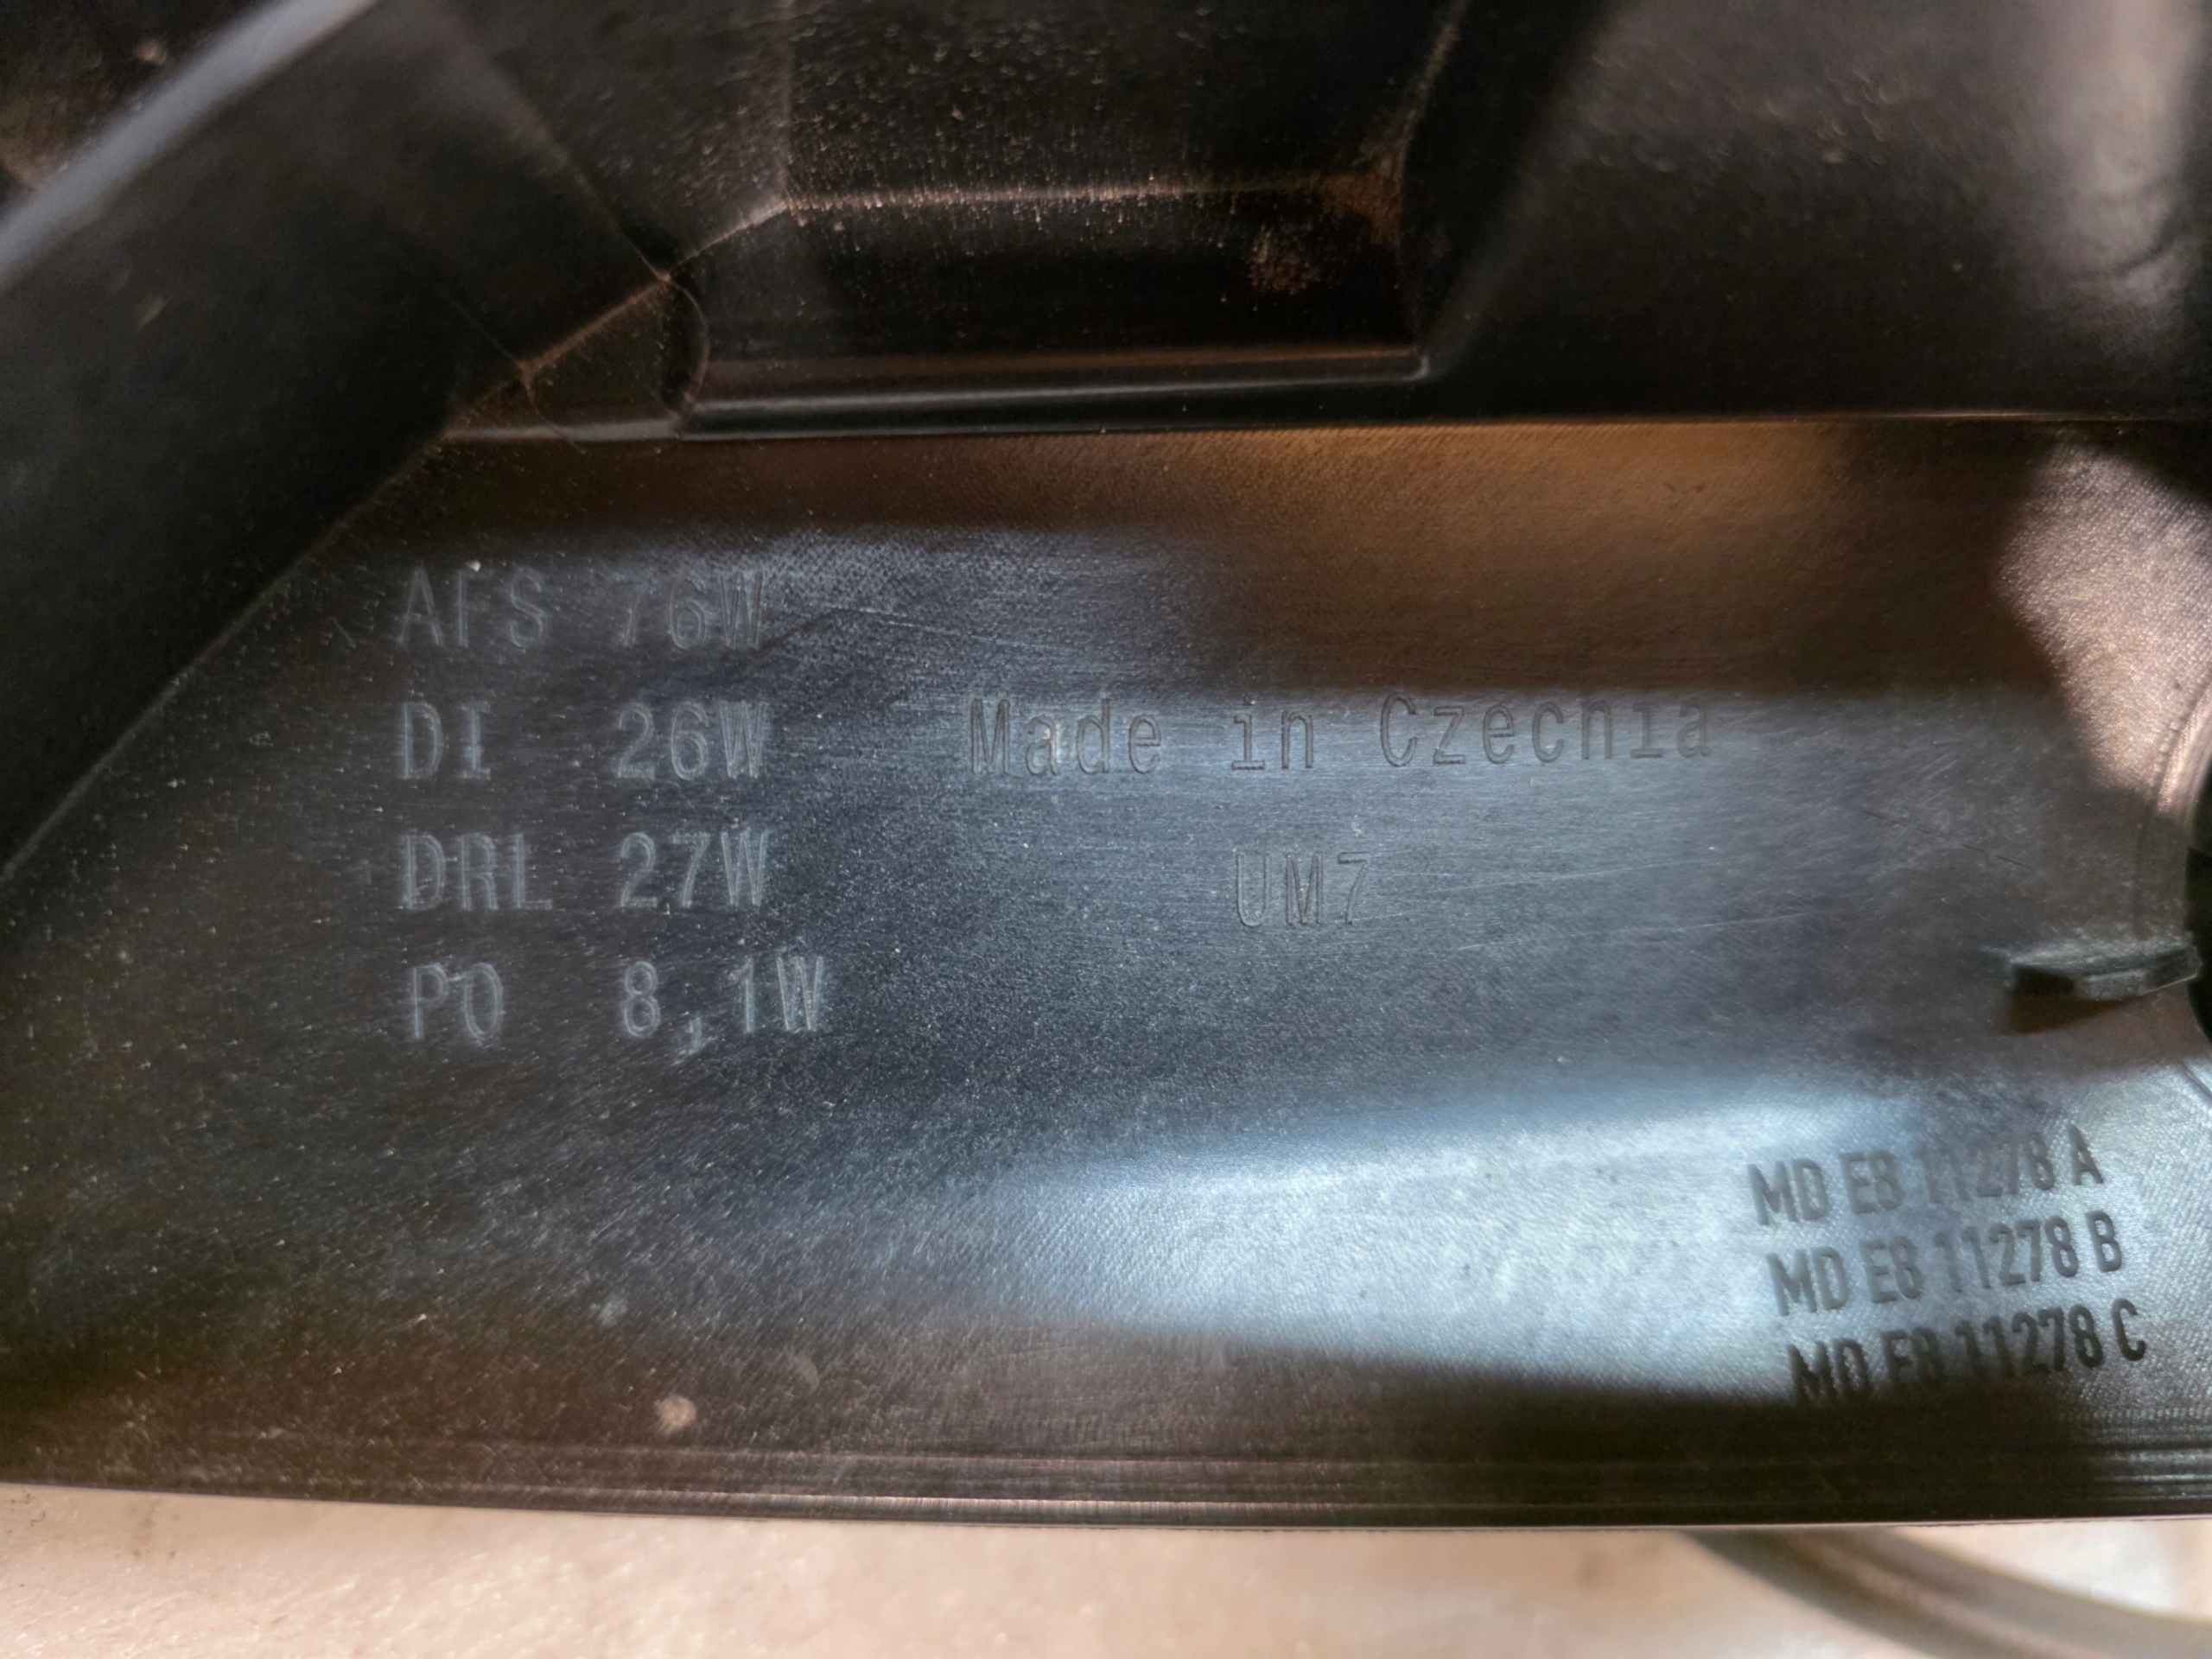 AFS 76W
DI 26W
DRL 27W
PO 8,1W
Made in Czechia
UM7
MD E8 11278 A
MD E8 11278 B
MD E8 11278 C